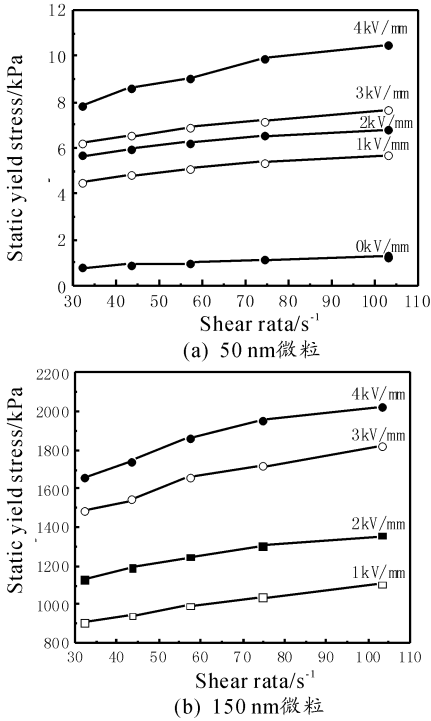 12
10
8
6
4
2
0
Static yield stress/kPa
4kV/mm
3kV/mm
2kV/mm
1kV/mm
0kV/mm
30 40 50 60 70 80 90 100 110
Shear rata/s⁻¹
(a) 50 nm微粒
2200
2000
1800
1600
1400
1200
1000
800
Static yield stress/kPa
4kV/mm
3kV/mm
2kV/mm
1kV/mm
30 40 50 60 70 80 90 100 110
Shear rata/s⁻¹
(b) 150 nm微粒